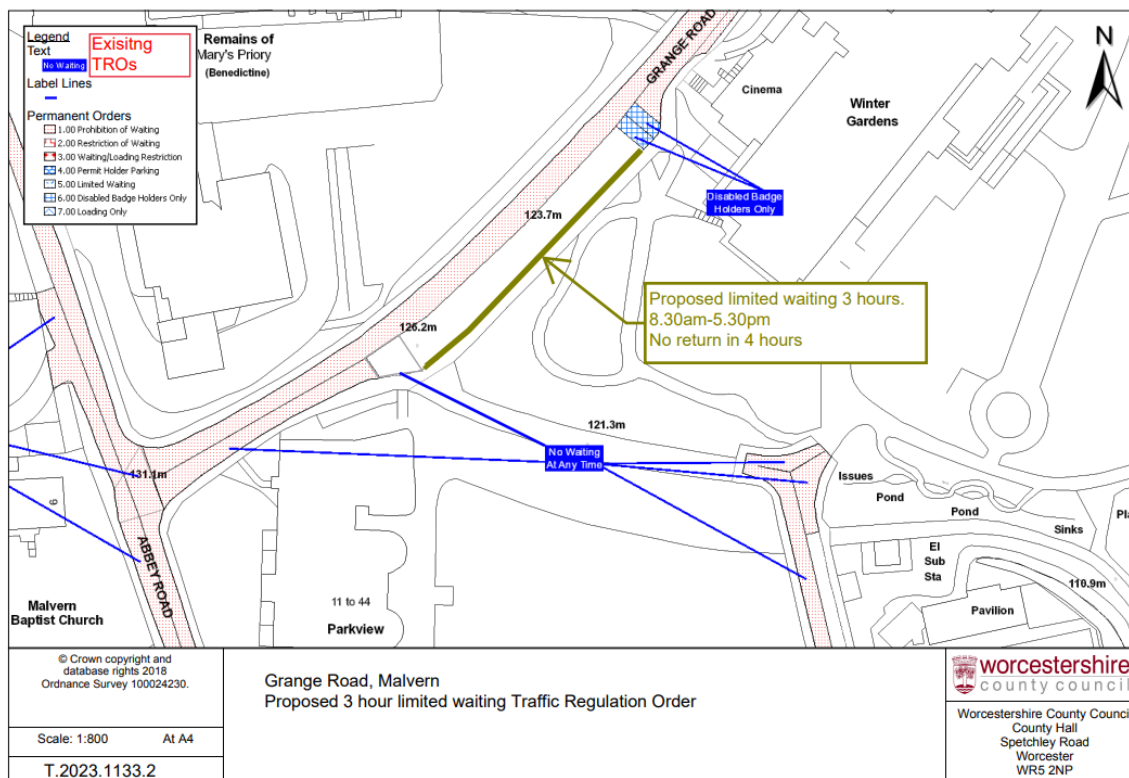 Legend
Text
No Waiting
Exisitng
TROs
Label Lines
Permanent Orders
1.00 Prohibition of Waiting
2.00 Restriction of Waiting
3.00 Waiting/Loading Restriction
4.00 Permit Holder Parking
5.00 Limited Waiting
6.00 Disabled Badge Holders Only
7.00 Loading Only
Remains of
Mary's Priory
(Benedictine)
GRANGE ROAD
Cinema
Winter
Gardens
N
Disabled Badge
Holders Only
123.7m
Proposed limited waiting 3 hours.
8.30am-5.30pm
No return in 4 hours
126.2m
121.3m
No Waiting
At Any Time
131.1m
9
ABBEY ROAD
Malvern
Baptist Church
11 to 44
Parkview
Issues
Pond
Pond
Sinks
Pla
El
Sub
Sta
110.9m
Pavilion
© Crown copyright and
database rights 2018
Ordnance Survey 100024230.
Scale: 1:800 At A4
T.2023.1133.2
Grange Road, Malvern
Proposed 3 hour limited waiting Traffic Regulation Order
worcestershire
county council
Worcestershire County Counci
County Hall
Spetchley Road
Worcester
WR5 2NP